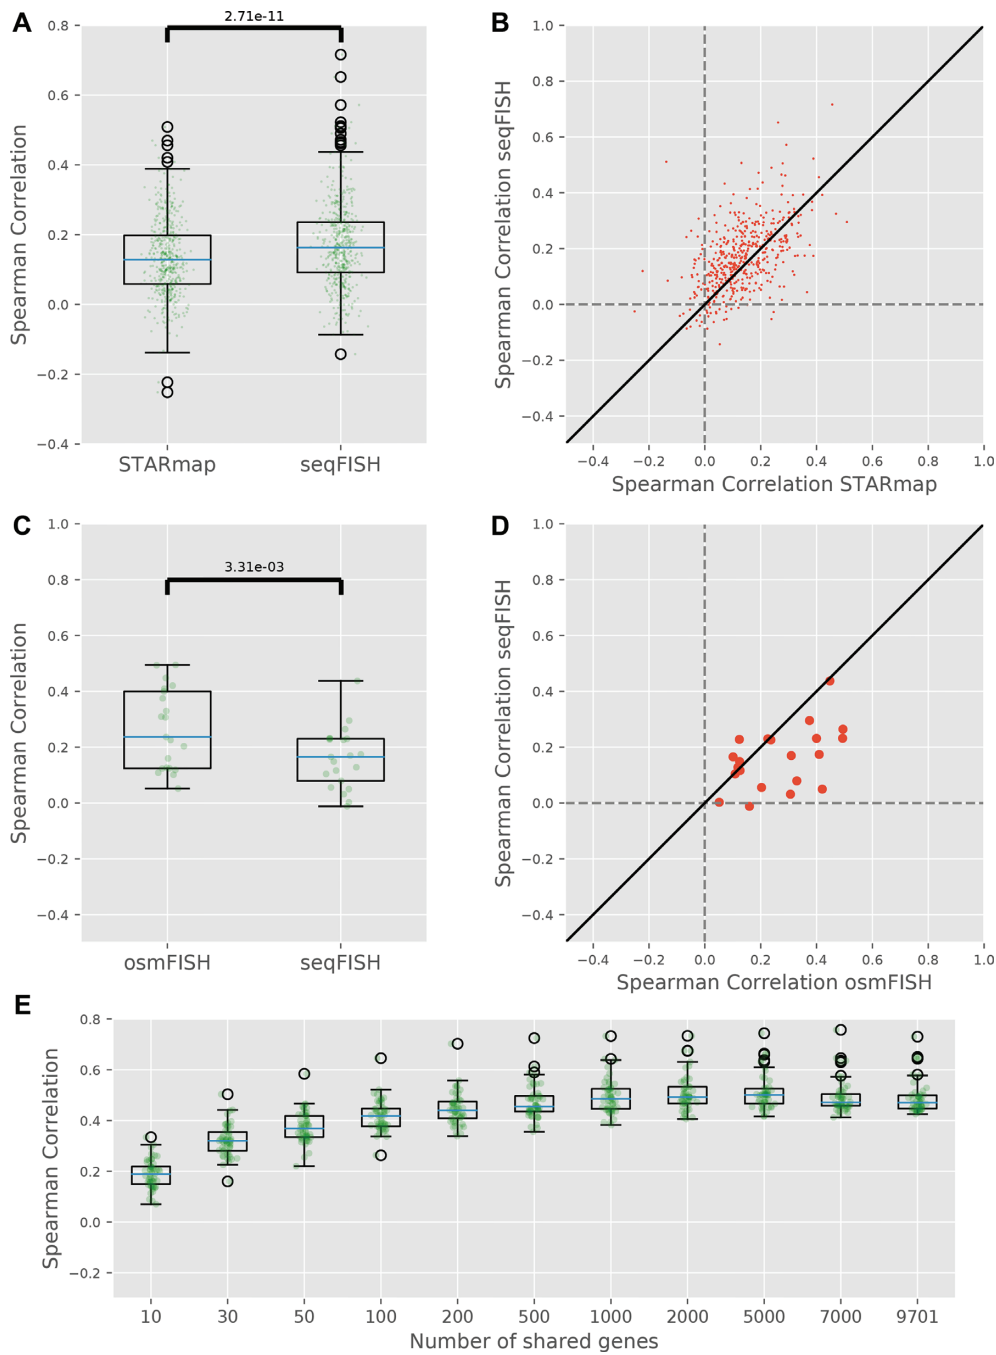 A
2.71e-11
0.8
0.6
0.4
0.2
0.0
−0.2
−0.4
Spearman Correlation
STARmap seqFISH
B
1.0
0.8
0.6
0.4
0.2
0.0
−0.2
−0.4
Spearman Correlation seqFISH
−0.4 −0.2 0.0 0.2 0.4 0.6 0.8 1.0
Spearman Correlation STARmap
C
3.31e-03
1.0
0.8
0.6
0.4
0.2
0.0
−0.2
−0.4
Spearman Correlation
osmFISH seqFISH
D
1.0
0.8
0.6
0.4
0.2
0.0
−0.2
−0.4
Spearman Correlation seqFISH
−0.4 −0.2 0.0 0.2 0.4 0.6 0.8 1.0
Spearman Correlation osmFISH
E
0.8
0.6
0.4
0.2
0.0
−0.2
Spearman Correlation
10 30 50 100 200 500 1000 2000 5000 7000 9701
Number of shared genes